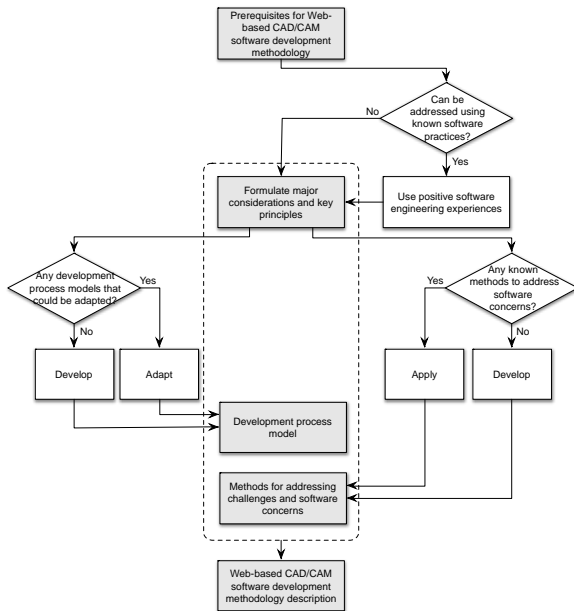 Prerequisites for Web-
based CAD/CAM
software development
methodology
Can be
addressed using
known software
practices?
No
Yes
Formulate major
considerations and key
principles
Use positive software
engineering experiences
Any development
process models that
could be adapted?
Yes
No
Any known
methods to address
software
concerns?
Yes
No
Develop
Adapt
Apply
Develop
Development process
model
Methods for addressing
challenges and software
concerns
Web-based CAD/CAM
software development
methodology description